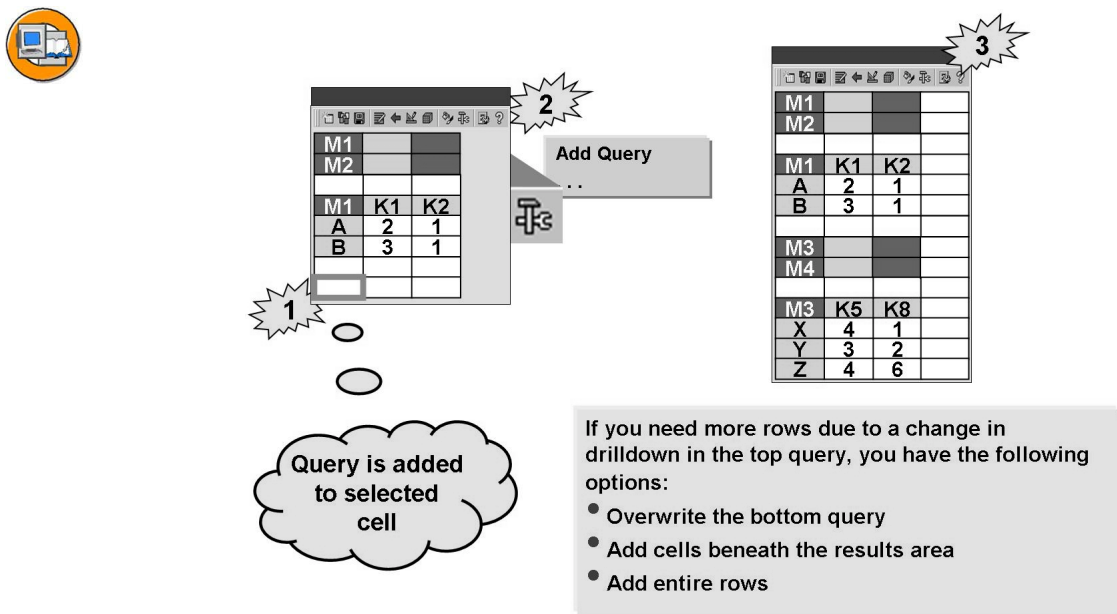 2
Add Query
. .
M1
M2
M1 K1 K2
A 2 1
B 3 1
1
Query is added
to selected
cell
3
M1
M2
M1 K1 K2
A 2 1
B 3 1
M3
M4
M3 K5 K8
X 4 1
Y 3 2
Z 4 6
If you need more rows due to a change in
drilldown in the top query, you have the following
options:
• Overwrite the bottom query
• Add cells beneath the results area
• Add entire rows